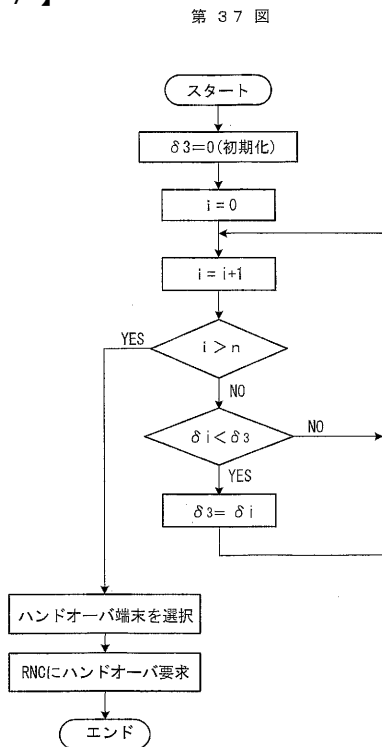 第 37 図
スタート
δ3=0(初期化)
i=0
i=i+1
i>n
YES
NO
δi<δ3
NO
YES
δ3=δi
ハンドオーバ端末を選択
RNCにハンドオーバ要求
エンド